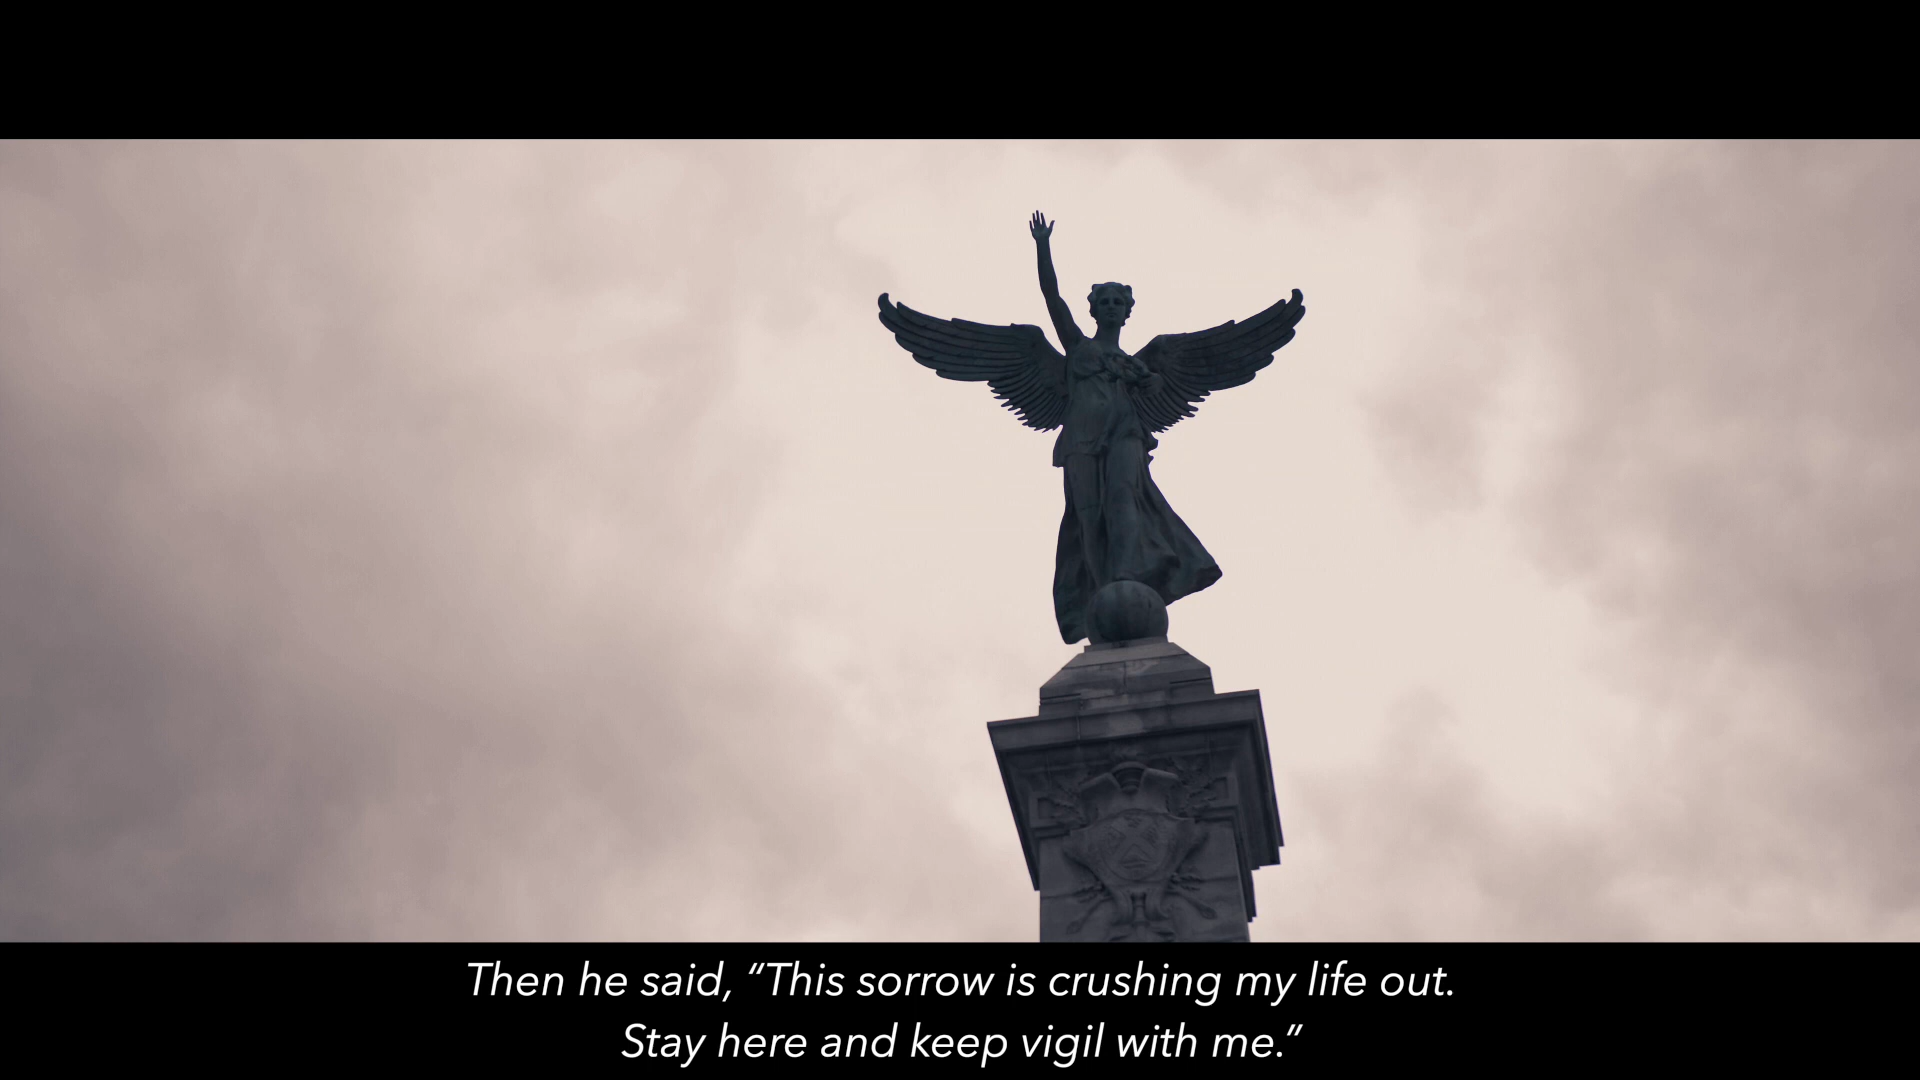 Then he said, “This sorrow is crushing my life out.
Stay here and keep vigil with me.”